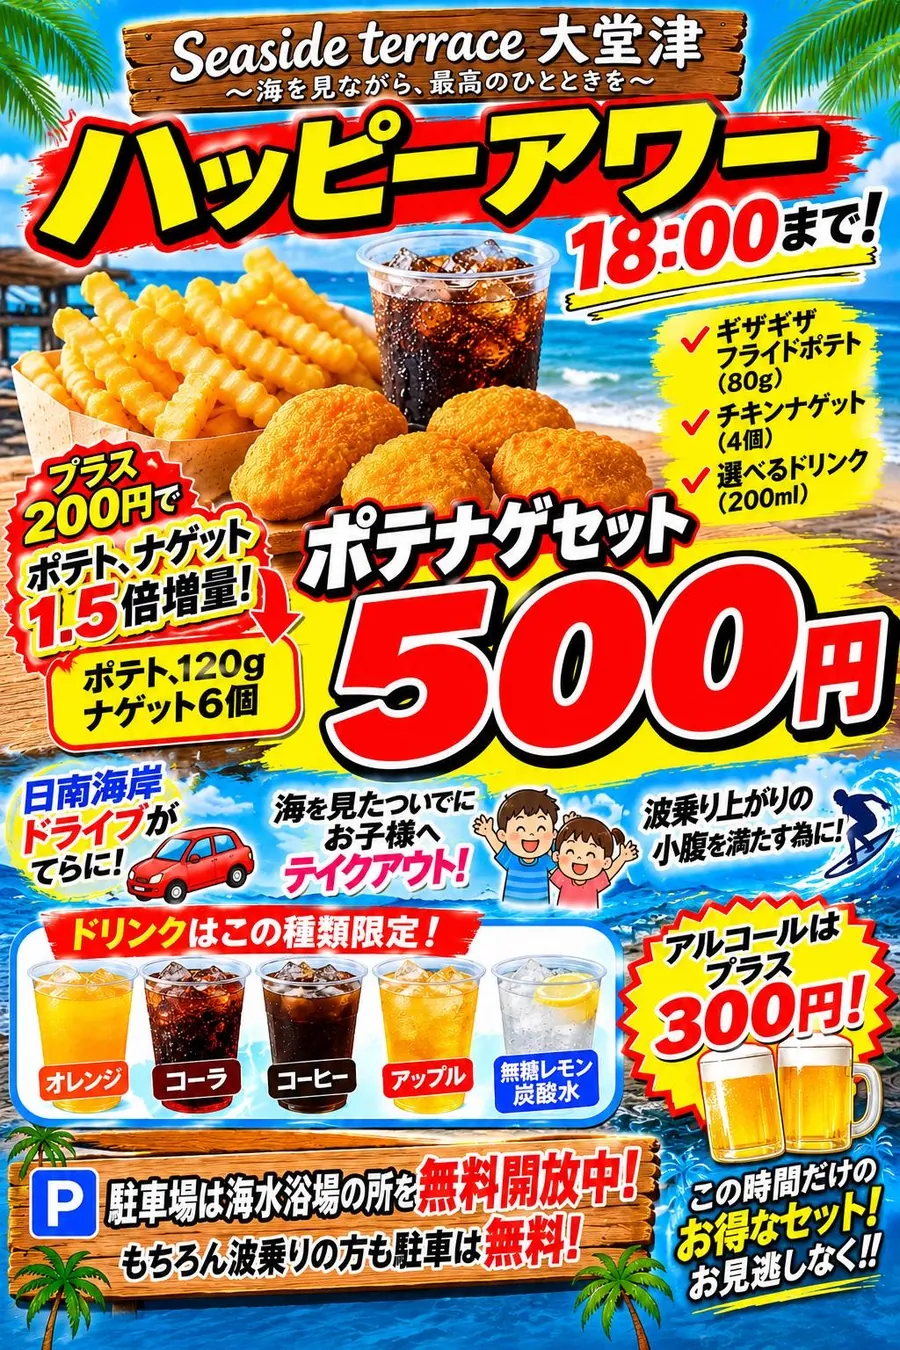 Seaside terrace 大堂津
～海を見ながら、最高のひとときを～
ハッピーアワー
18:00まで!
ギザギザ
フライドポテト
(80g)
チキンナゲット
(4個)
選べるドリンク
(200ml)
プラス
200円で
ポテト、ナゲット
1.5倍増量!
ポテト、120g
ナゲット6個
ポテナゲセット
500円
日南海岸
ドライブが
てらに!
海を見たついでに
お子様へ
テイクアウト!
波乗り上がりの
小腹を満たす為に!
ドリンクはこの種類限定!
オレンジ
コーラ
コーヒー
アップル
無糖レモン
炭酸水
アルコールは
プラス
300円!
P
駐車場は海水浴場の所を無料開放中!
もちろん波乗りの方も駐車は無料!
この時間だけの
お得なセット!
お見逃しなく!!